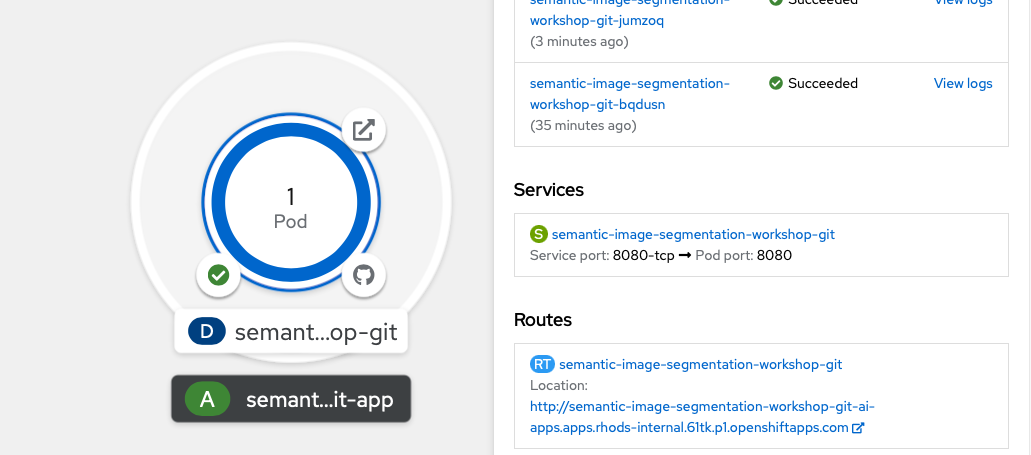 1
Pod
D semant...op-git
A semant...it-app
semantic-image-segmentation-
workshop-git-jumzoq
(3 minutes ago)
Succeeded
View logs
semantic-image-segmentation-
workshop-git-bqdusn
(35 minutes ago)
Succeeded
View logs
Services
S semantic-image-segmentation-workshop-git
Service port: 8080-tcp → Pod port: 8080
Routes
RT semantic-image-segmentation-workshop-git
Location:
http://semantic-image-segmentation-workshop-git-ai-
apps.apps.rhods-internal.61tk.p1.openshiftapps.com